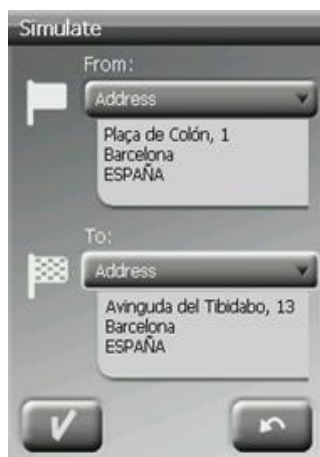 Simulate
From:
Address
Plaça de Colón, 1
Barcelona
ESPAÑA
To:
Address
Avinguda del Tibidabo, 13
Barcelona
ESPAÑA